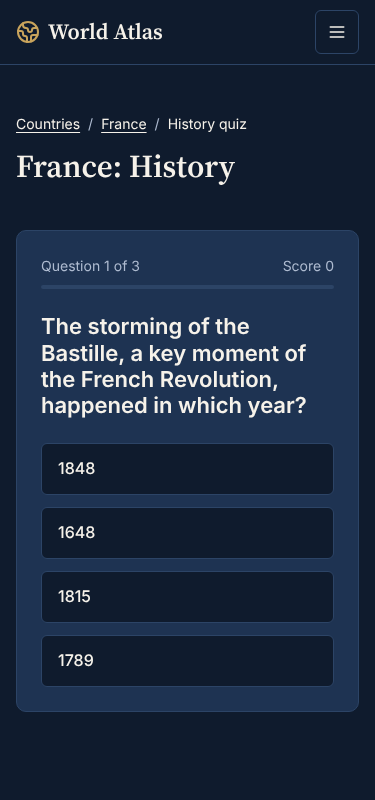 World Atlas
Countries / France / History quiz
France: History
Question 1 of 3 Score 0
The storming of the
Bastille, a key moment of
the French Revolution,
happened in which year?
1848
1648
1815
1789